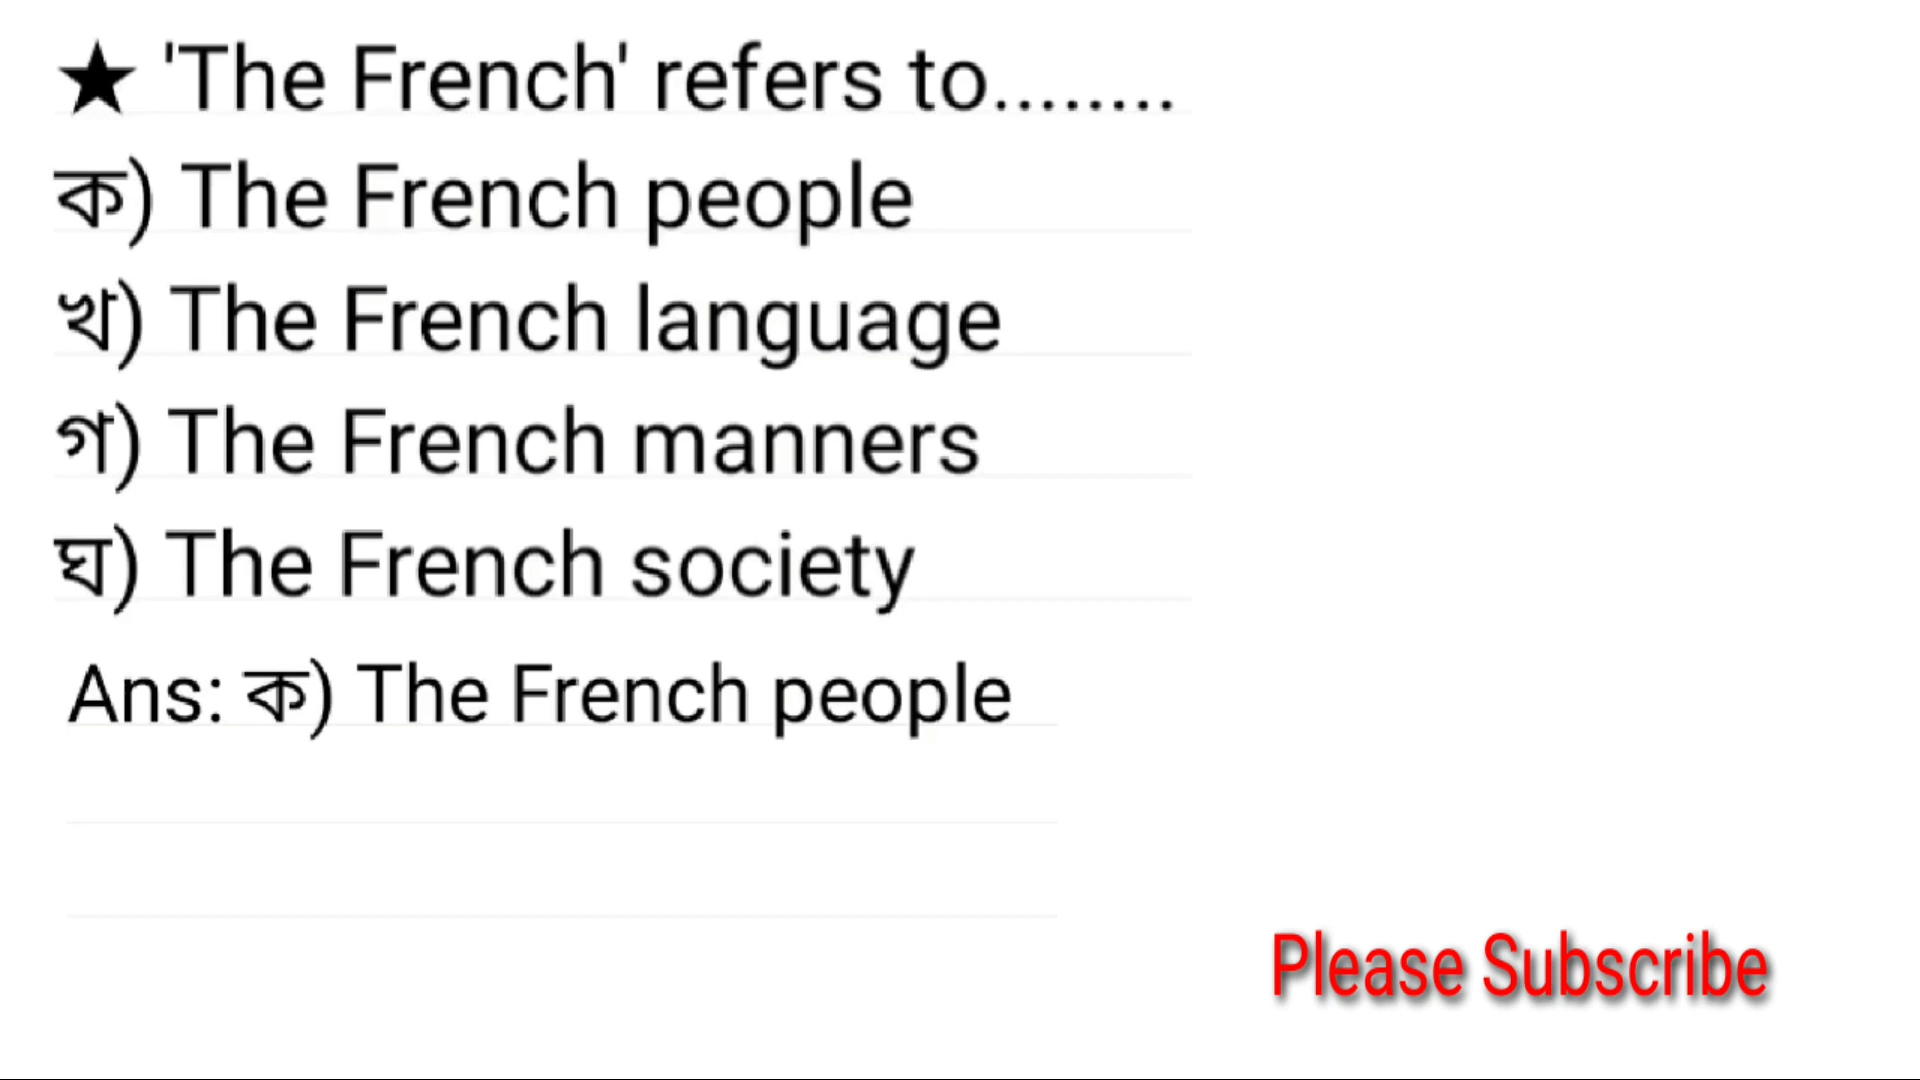 ★ 'The French' refers to........
ক) The French people
খ) The French language
গ) The French manners
ঘ) The French society
Ans: ক) The French people
Please Subscribe